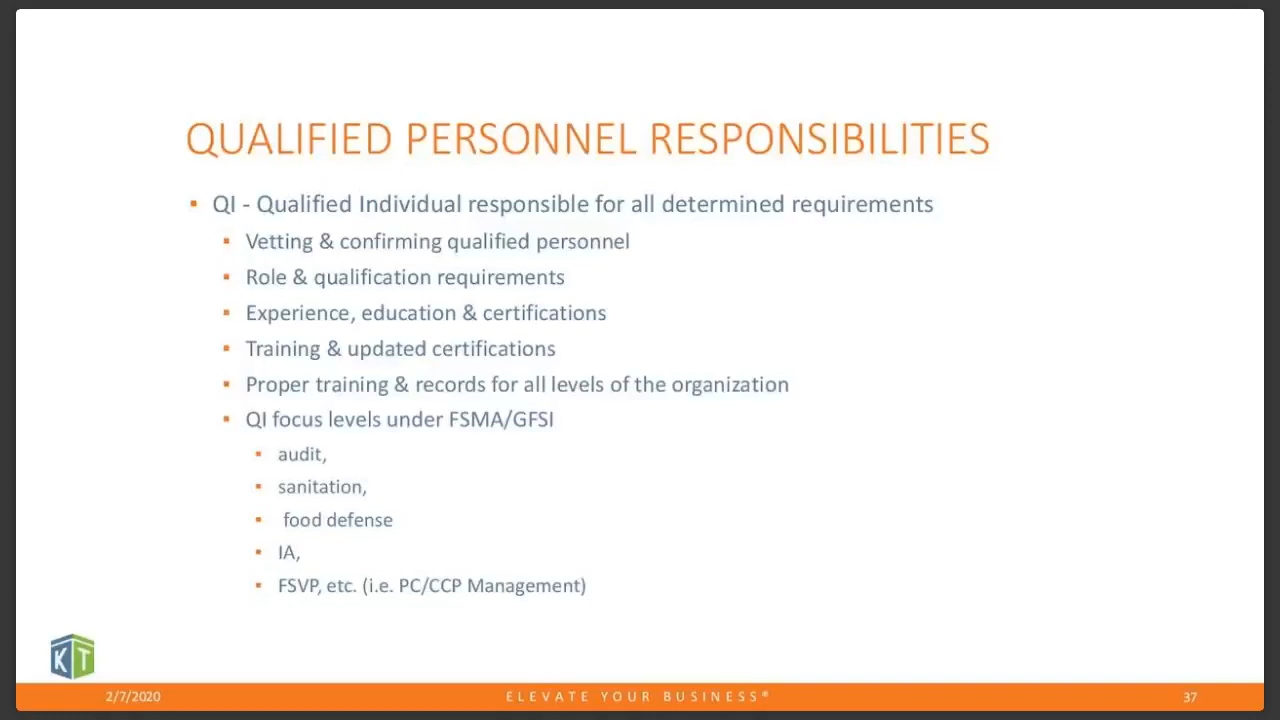 QUALIFIED PERSONNEL RESPONSIBILITIES
QI - Qualified Individual responsible for all determined requirements
Vetting & confirming qualified personnel
Role & qualification requirements
Experience, education & certifications
Training & updated certifications
Proper training & records for all levels of the organization
QI focus levels under FSMA/GFSI
audit,
sanitation,
food defense
IA,
FSVP, etc. (i.e. PC/CCP Management)
KT
2/7/2020 ELEVATE YOUR BUSINESS® 37